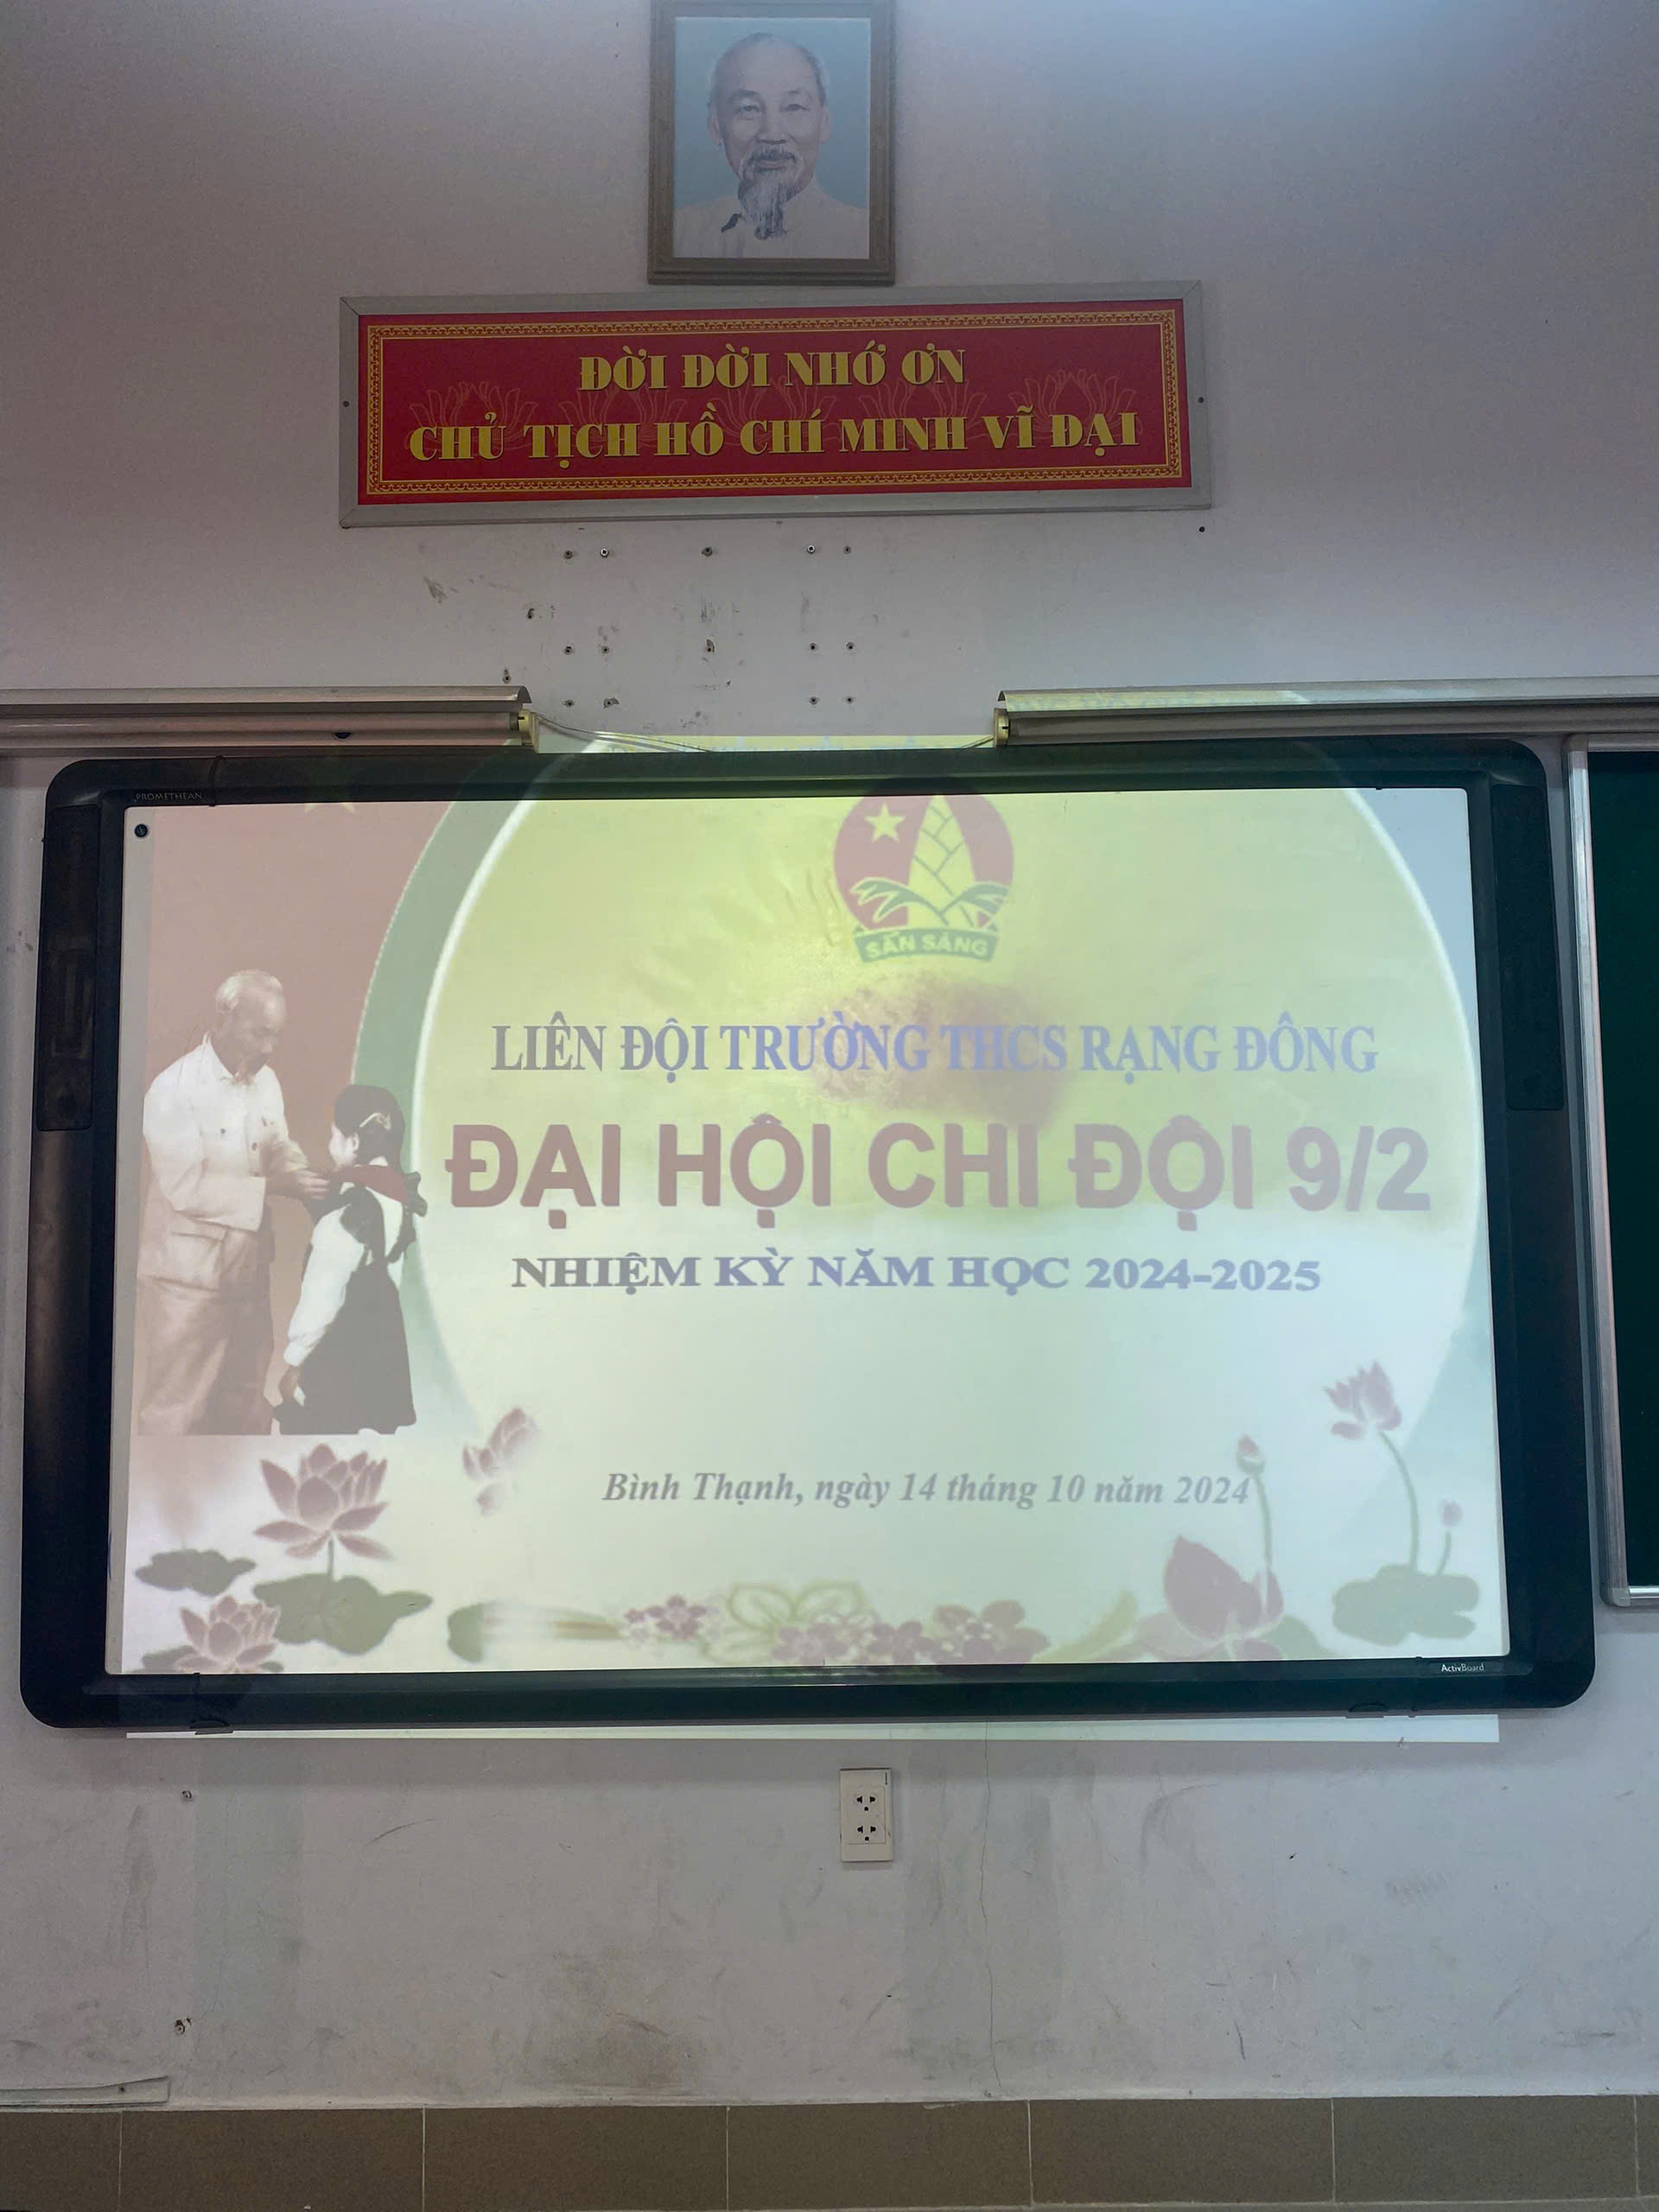 ĐỜI ĐỜI NHỚ ƠN
CHỦ TỊCH HỒ CHÍ MINH VĨ ĐẠI
PROMETHEAN
SẴN SÀNG
LIÊN ĐỘI TRƯỜNG THCS RẠNG ĐÔNG
ĐẠI HỘI CHI ĐỘI 9/2
NHIỆM KỲ NĂM HỌC 2024-2025
Bình Thạnh, ngày 14 tháng 10 năm 2024
ActivBoard